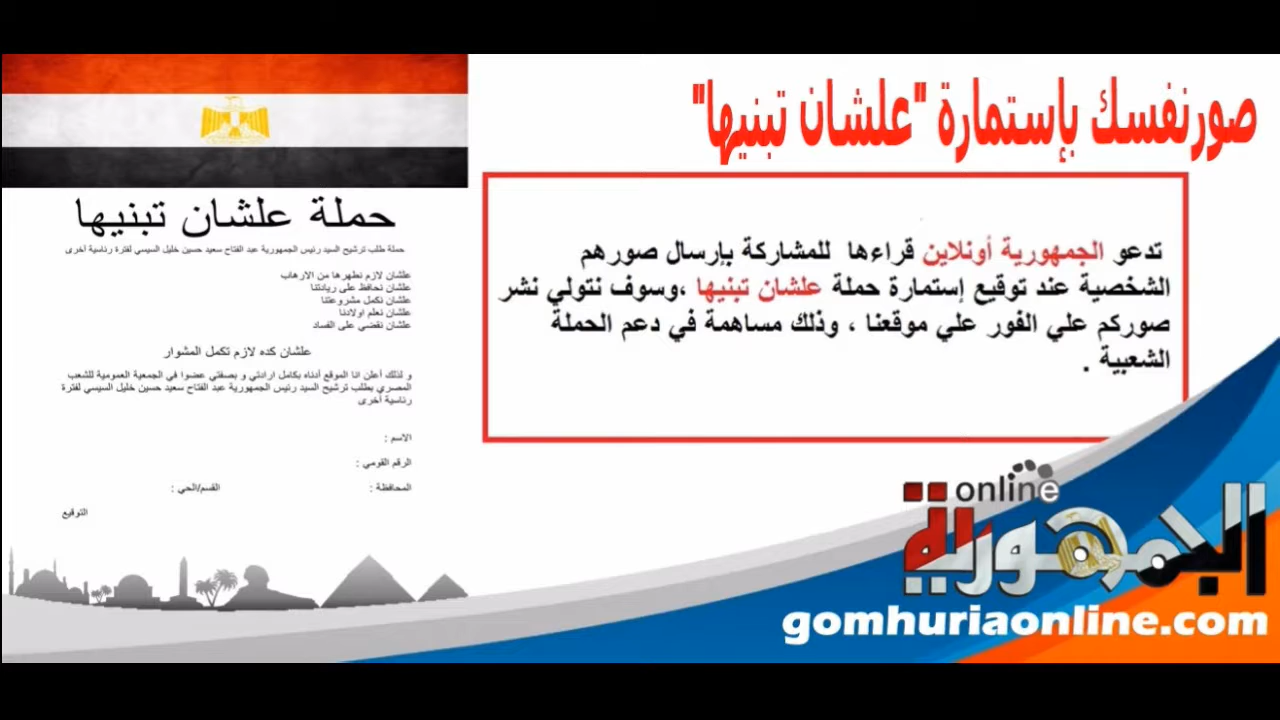 صورنفسك بإستمارة "علشان تبنيها"
تدعو الجمهورية أونلاين قراءها للمشاركة بإرسال صورهم
الشخصية عند توقيع إستمارة حملة علشان تبنيها ،وسوف نتولي نشر
صوركم علي الفور علي موقعنا ، وذلك مساهمة في دعم الحملة
الشعبية .
حملة علشان تبنيها
حملة طلب ترشيح السيد رئيس الجمهورية عبد الفتاح سعيد حسين خليل السيسي لفترة رئاسية أخرى
علشان لازم نطهرها من الارهاب
علشان نحافظ على ريادتنا
علشان نكمل مشروعتنا
علشان نعلم اولادنا
علشان نقضي على الفساد
علشان كده لازم تكمل المشوار
و لذلك أعلن انا الموقع أدناه بكامل ارادتي و بصفتي عضوا في الجمعية العمومية للشعب
المصري بطلب ترشيح السيد رئيس الجمهورية عبد الفتاح سعيد حسين خليل السيسي لفترة
رئاسية أخرى
الاسم :
الرقم القومي :
المحافظة : القسم/الحي :
التوقيع
online
الجمهورية
gomhuriaonline.com